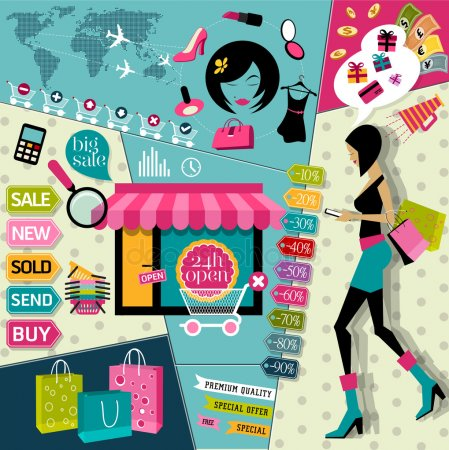 $
€
¥
big
sale
SALE
NEW
SOLD
SEND
BUY
OPEN
24h
open
-10%
-20%
-30%
-40%
-50%
-60%
-70%
-80%
-90%
PREMIUM QUALITY
SPECIAL OFFER
FREE
SPECIAL